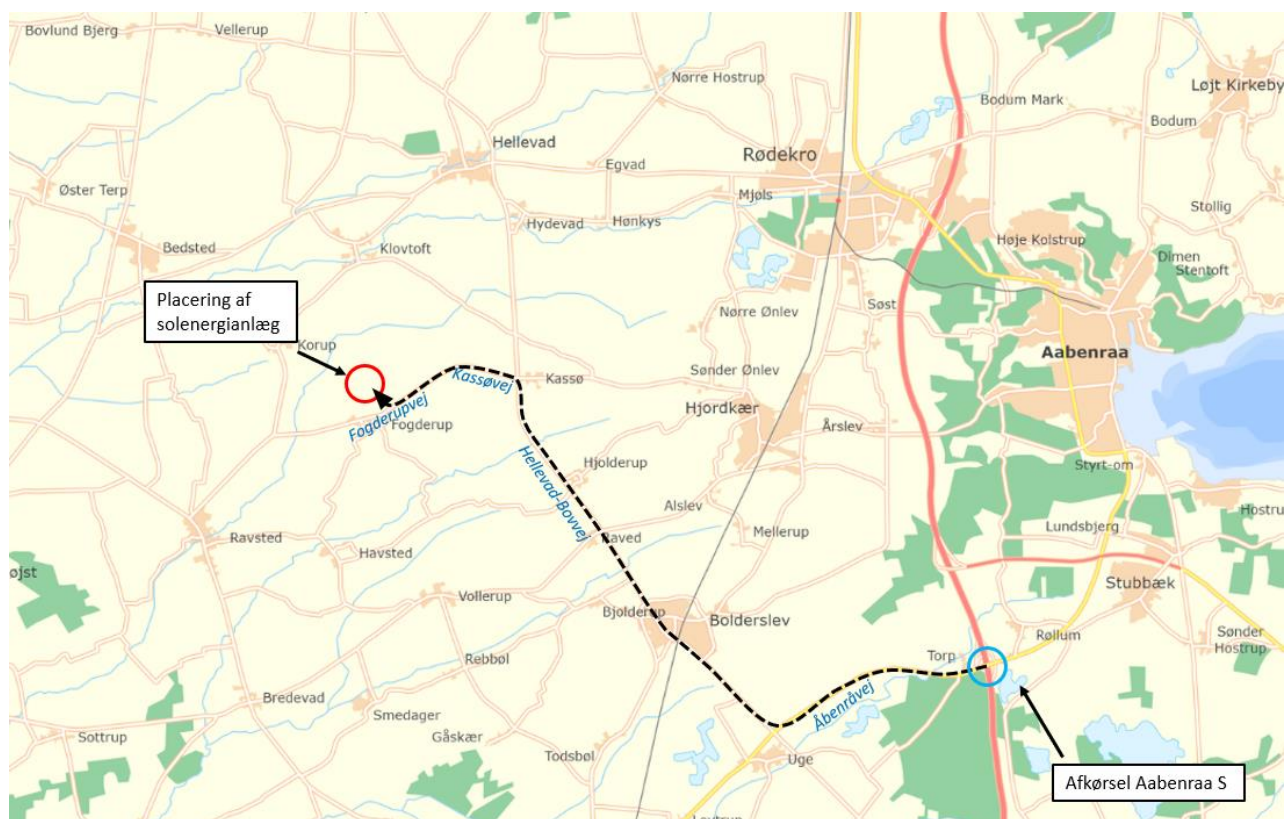 Bovlund Bjerg
Vellerup
Nørre Hostrup
Bodum Mark
Løjt Kirkeby
Bodum
Hellevad
Egvad
Rødekro
Mjøls
Øster Terp
Hydevad
Hønkys
Stollig
Bedsted
Klovtoft
Høje Kolstrup
Dimen
Stentoft
Placering af
solenergianlæg
Søst
Nørre Ønlev
Korup
Aabenraa
Kassøvej
Kassø
Sønder Ønlev
Hjordkær
Fogderupvej
Fogderup
Årslev
Hjolderup
Styrt-om
Hellevad-Bovvej
Alslev
Hostru
Ravsted
Havsted
Raved
Mellerup
Lundsbjerg
øjst
Stubbæk
Vollerup
Bjolderup
Bolderslev
Røllum
Sønder
Hostrup
Rebbøl
Torp
Bredevad
Smedager
Åbenråvej
Sottrup
Gåskær
Todsbøl
Uge
Afkørsel Aabenraa S